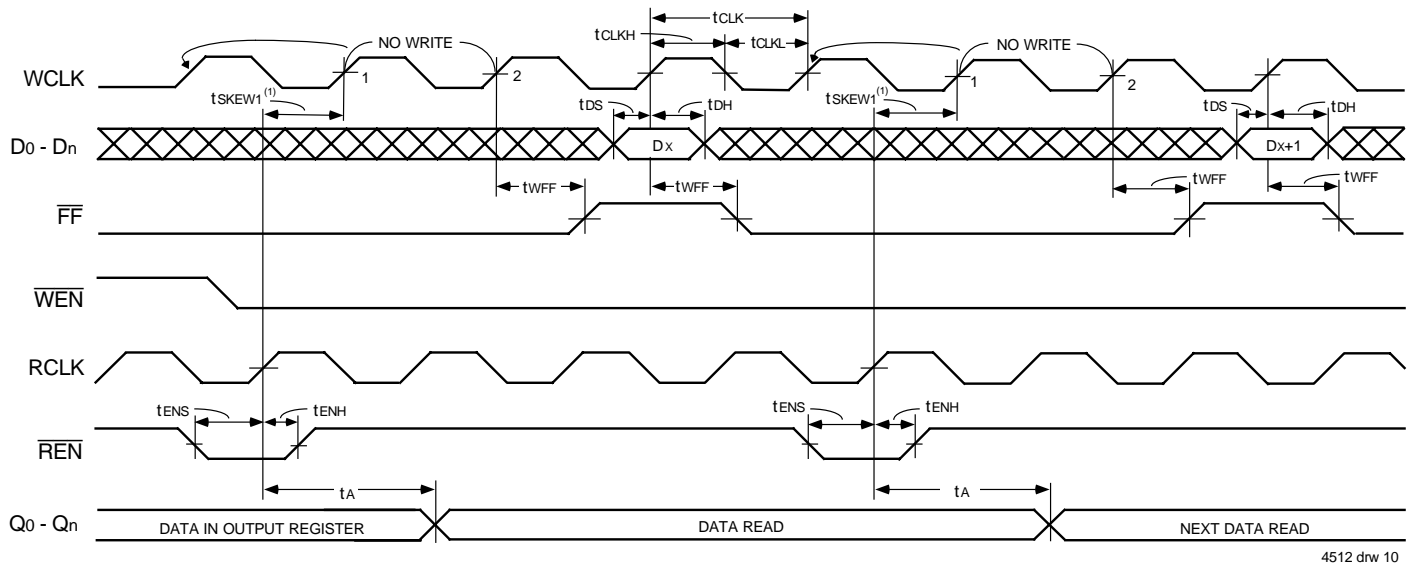 tCLK
tCLKH
tCLKL
NO WRITE
NO WRITE
WCLK
1
2
1
2
tSKEW1(1)
tDS
tDH
tSKEW1(1)
tDS
tDH
D0 - Dn
DX
DX+1
tWFF
tWFF
tWFF
tWFF
FF
WEN
RCLK
tENS
tENH
tENS
tENH
REN
tA
tA
Q0 - Qn
DATA IN OUTPUT REGISTER
DATA READ
NEXT DATA READ
4512 drw 10